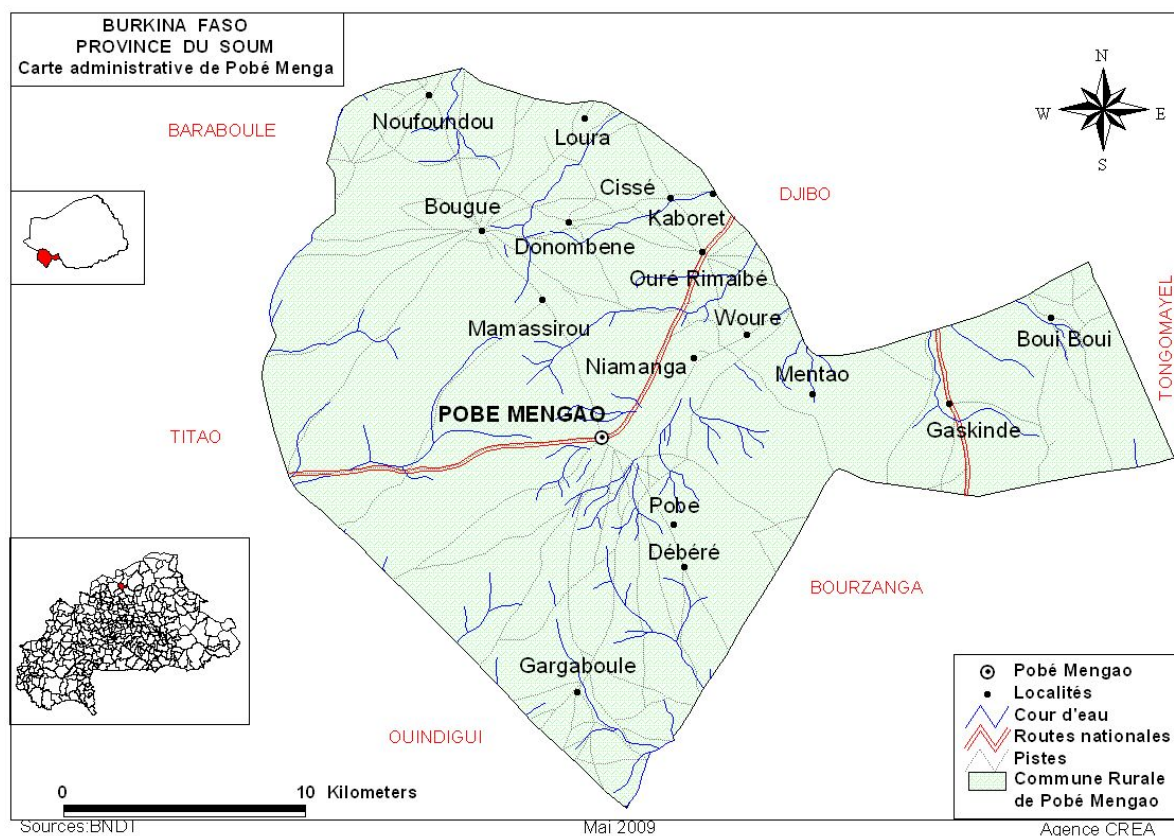 BURKINA FASO
PROVINCE DU SOUM
Carte administrative de Pobé Menga
N
W
E
S
BARABOULE
Noufoundou
Loura
DJIBO
Cissé
Kaboret
Bougue
Donombene
Ouré Rimaibé
Mamassirou
Woure
Niamanga
Mentao
Boui Boui
TONGOMAYEL
POBE MENGAO
TITAO
Gaskinde
Pobe
Débéré
BOURZANGA
Gargaboule
OUINDIGUI
Pobé Mengao
Localités
Cour d'eau
Routes nationales
Pistes
Commune Rurale
de Pobé Mengao
0 10 Kilometers
Sources:BNDT
Mai 2009
Agence CREA